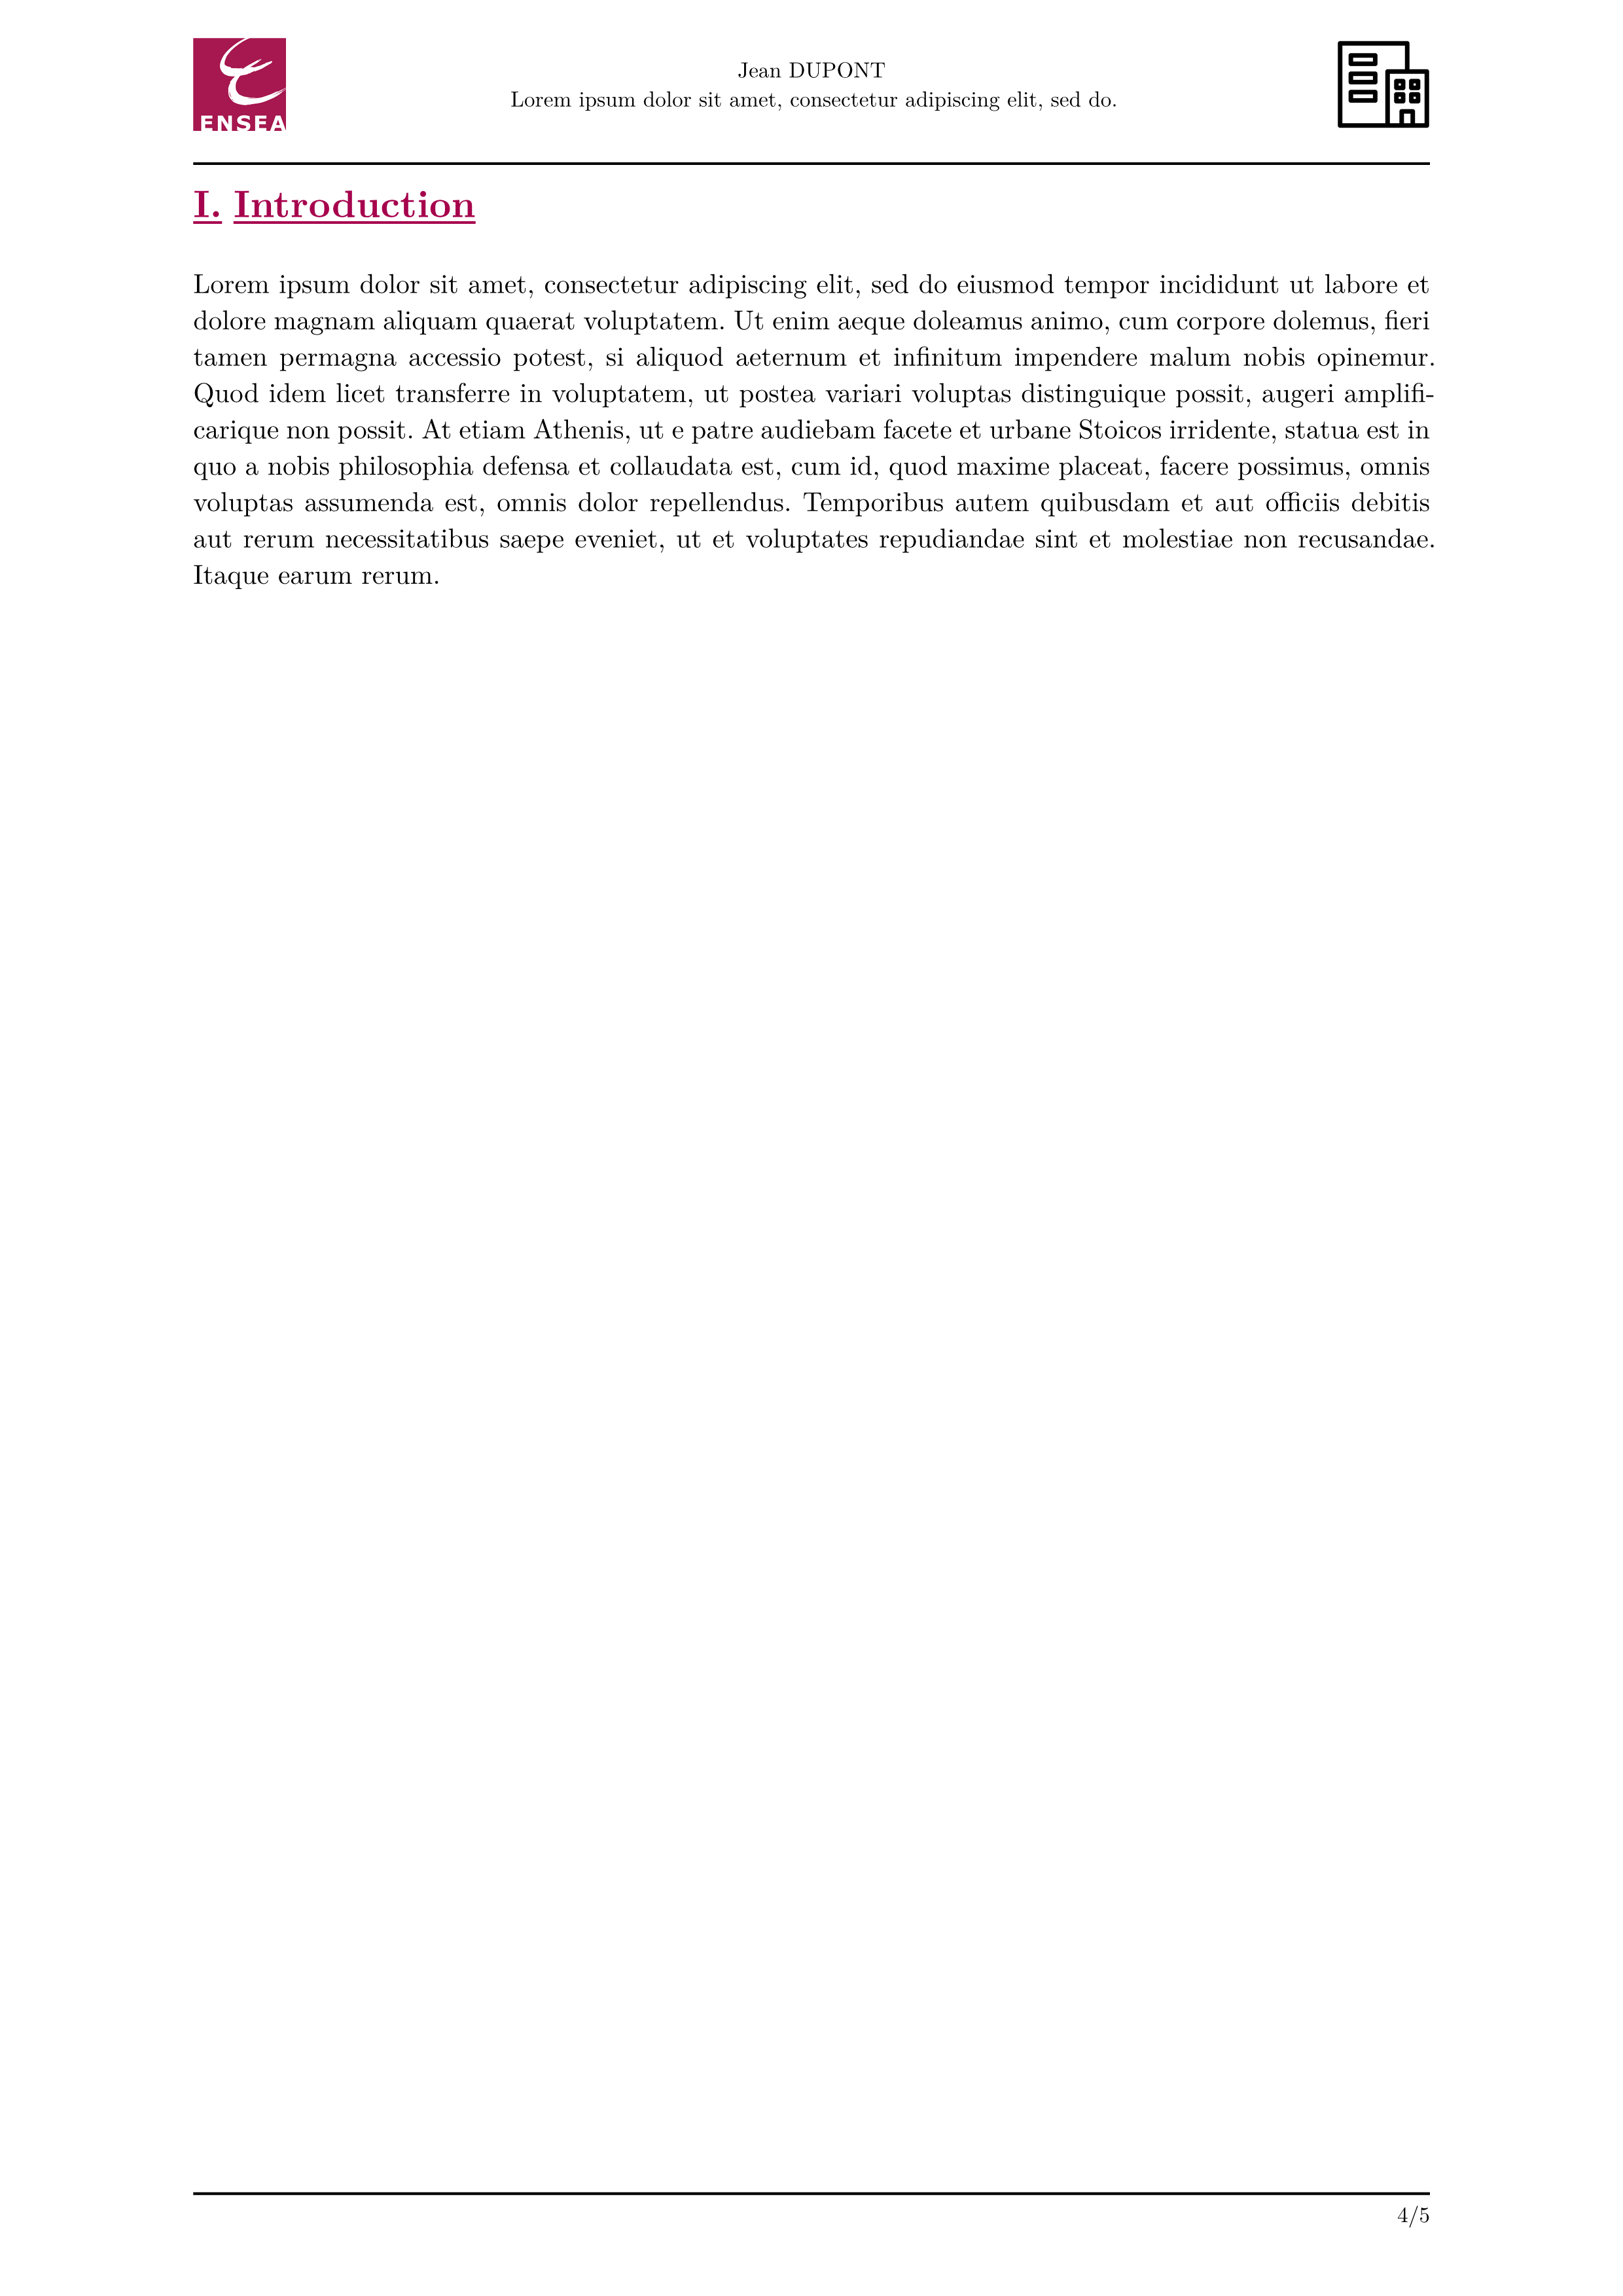 ENSEA
Jean DUPONT
Lorem ipsum dolor sit amet, consectetur adipiscing elit, sed do.
I. Introduction
Lorem ipsum dolor sit amet, consectetur adipiscing elit, sed do eiusmod tempor incididunt ut labore et
dolore magnam aliquam quaerat voluptatem. Ut enim aeque doleamus animo, cum corpore dolemus, fieri
tamen permagna accessio potest, si aliquod aeternum et infinitum impendere malum nobis opinemur.
Quod idem licet transferre in voluptatem, ut postea variari voluptas distinguique possit, augeri amplifi-
carique non possit. At etiam Athenis, ut e patre audiebam facete et urbane Stoicos irridente, statua est in
quo a nobis philosophia defensa et collaudata est, cum id, quod maxime placeat, facere possimus, omnis
voluptas assumenda est, omnis dolor repellendus. Temporibus autem quibusdam et aut officiis debitis
aut rerum necessitatibus saepe eveniet, ut et voluptates repudiandae sint et molestiae non recusandae.
Itaque earum rerum.
4/5